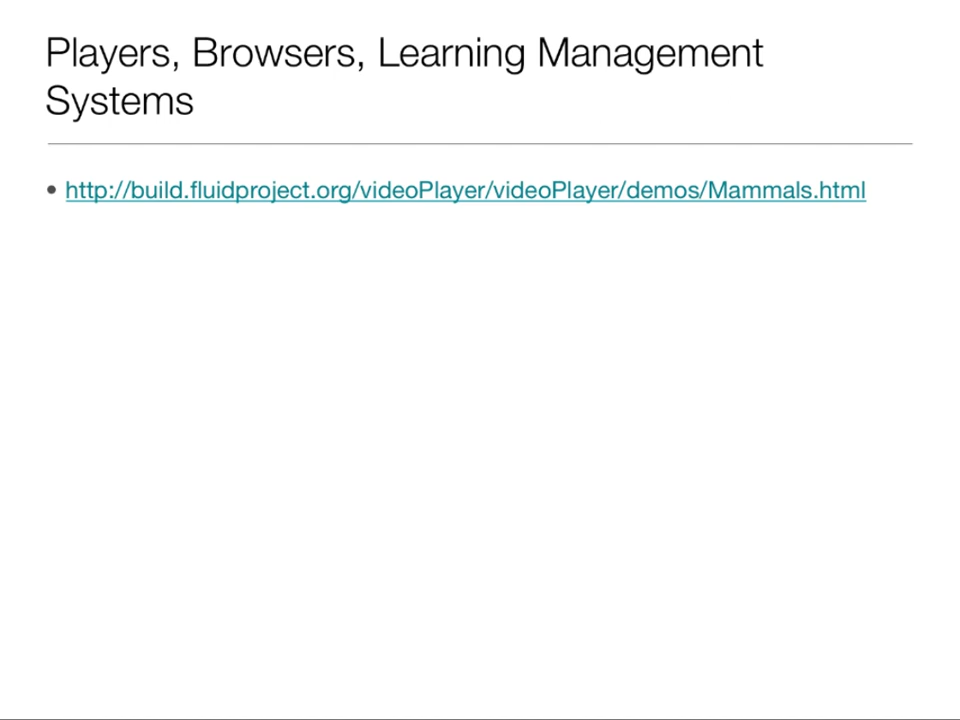 Players, Browsers, Learning Management
Systems
• http://build.fluidproject.org/videoPlayer/videoPlayer/demos/Mammals.html